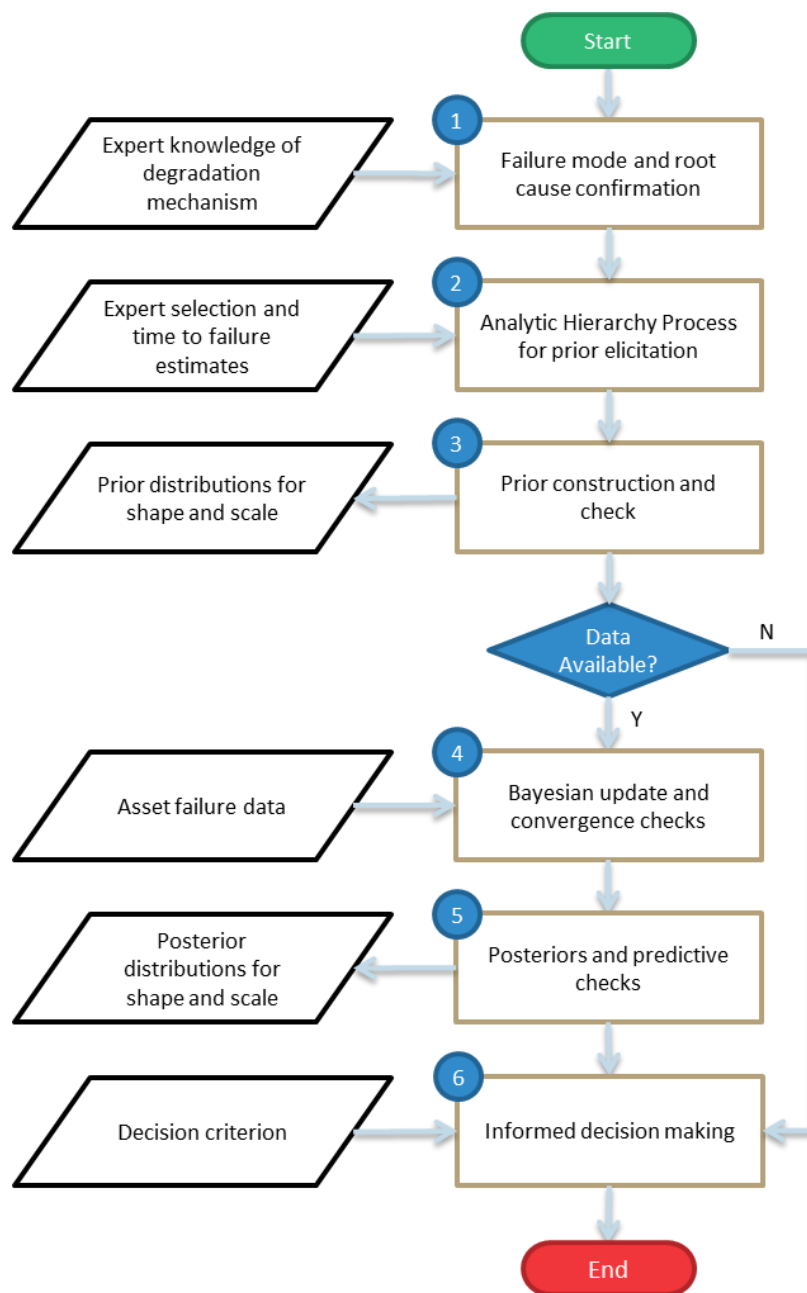 Start
1
Expert knowledge of
degradation
mechanism
Failure mode and root
cause confirmation
2
Expert selection and
time to failure
estimates
Analytic Hierarchy Process
for prior elicitation
3
Prior distributions for
shape and scale
Prior construction and
check
Data
Available?
N
Y
4
Asset failure data
Bayesian update and
convergence checks
5
Posterior
distributions for
shape and scale
Posteriors and predictive
checks
6
Decision criterion
Informed decision making
End